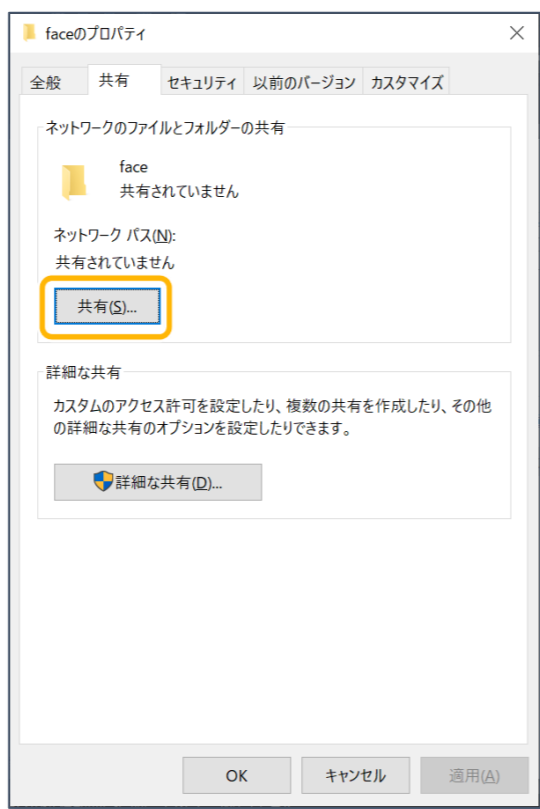 faceのプロパティ
全般 共有 セキュリティ 以前のバージョン カスタマイズ
ネットワークのファイルとフォルダーの共有
face
共有されていません
ネットワーク パス(N):
共有されていません
共有(S)...
詳細な共有
カスタムのアクセス許可を設定したり、複数の共有を作成したり、その他
の詳細な共有のオプションを設定したりできます。
詳細な共有(D)...
OK キャンセル 適用(A)